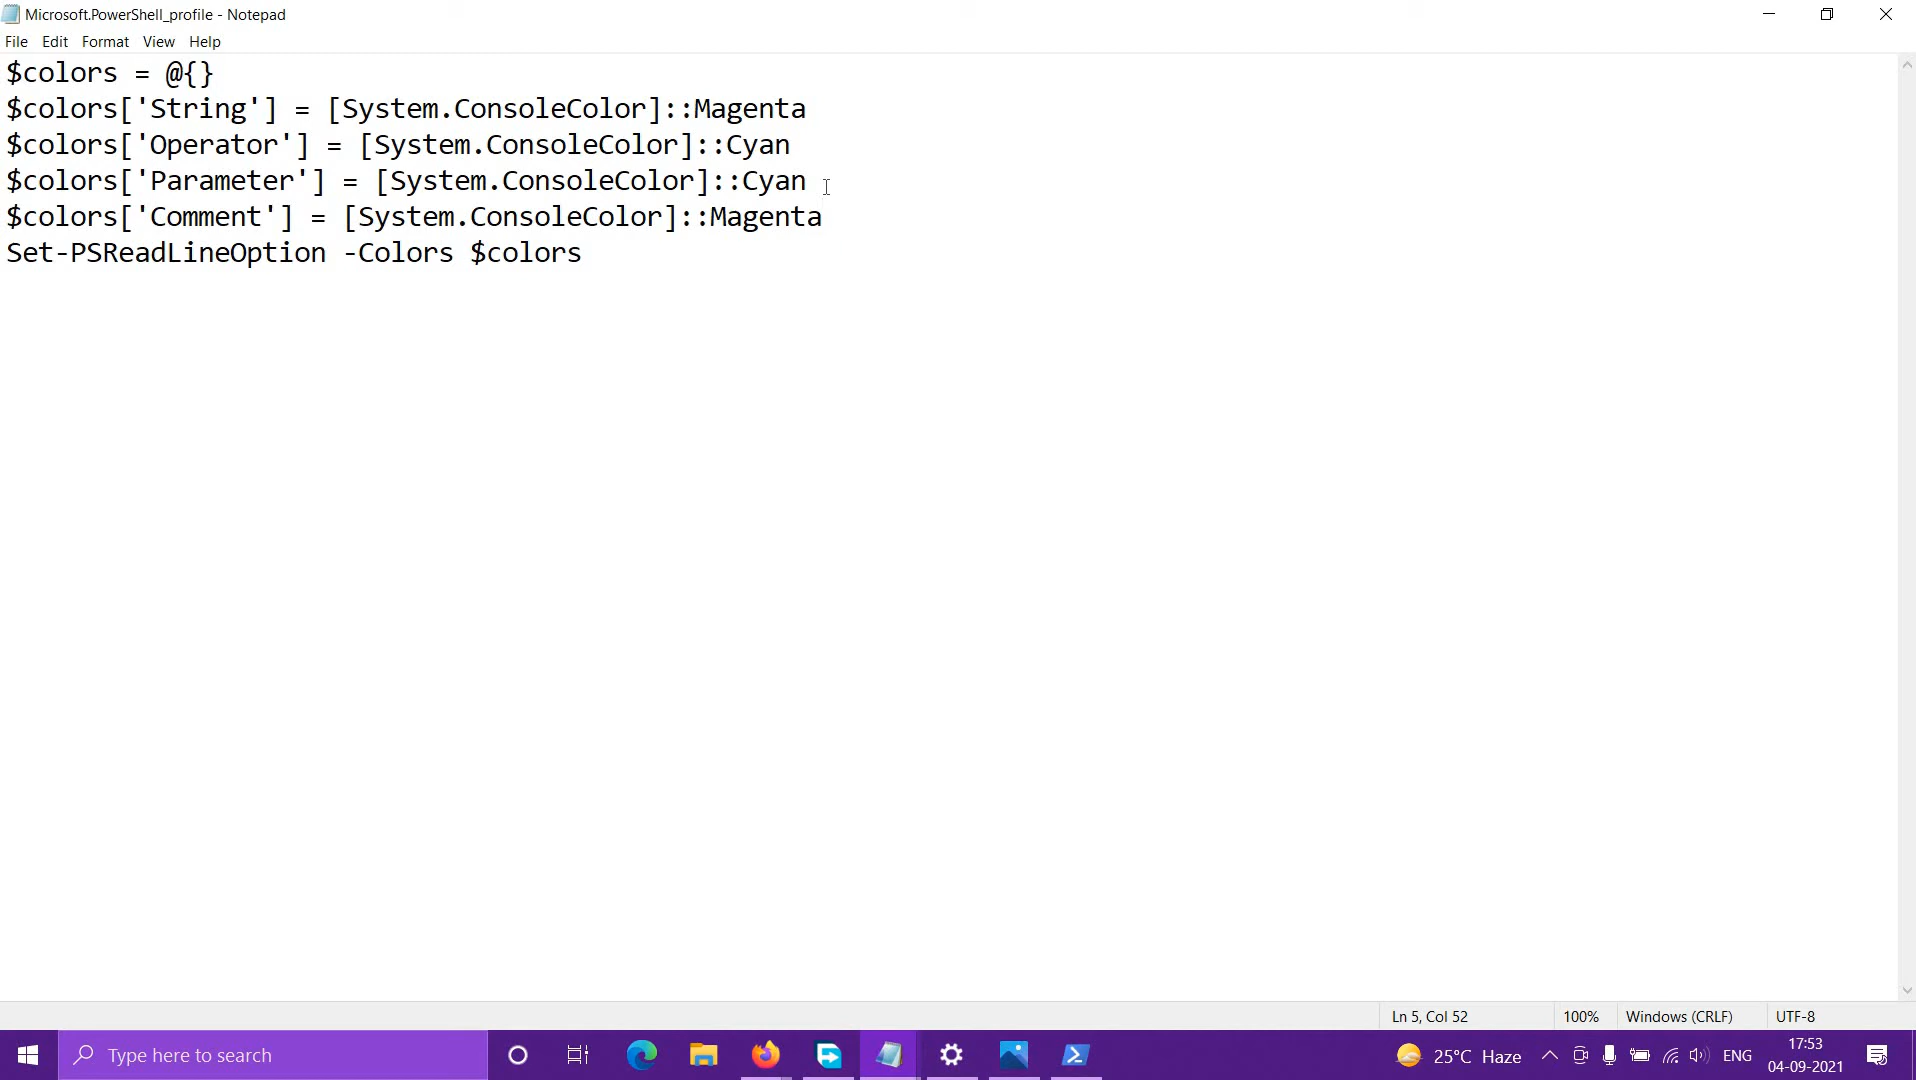 Microsoft.PowerShell_profile - Notepad
File Edit Format View Help
$colors = @{}
$colors['String'] = [System.ConsoleColor]::Magenta
$colors['Operator'] = [System.ConsoleColor]::Cyan
$colors['Parameter'] = [System.ConsoleColor]::Cyan
$colors['Comment'] = [System.ConsoleColor]::Magenta
Set-PSReadLineOption -Colors $colors
Ln 5, Col 52 100% Windows (CRLF) UTF-8
Type here to search 25°C Haze ENG 17:53
04-09-2021